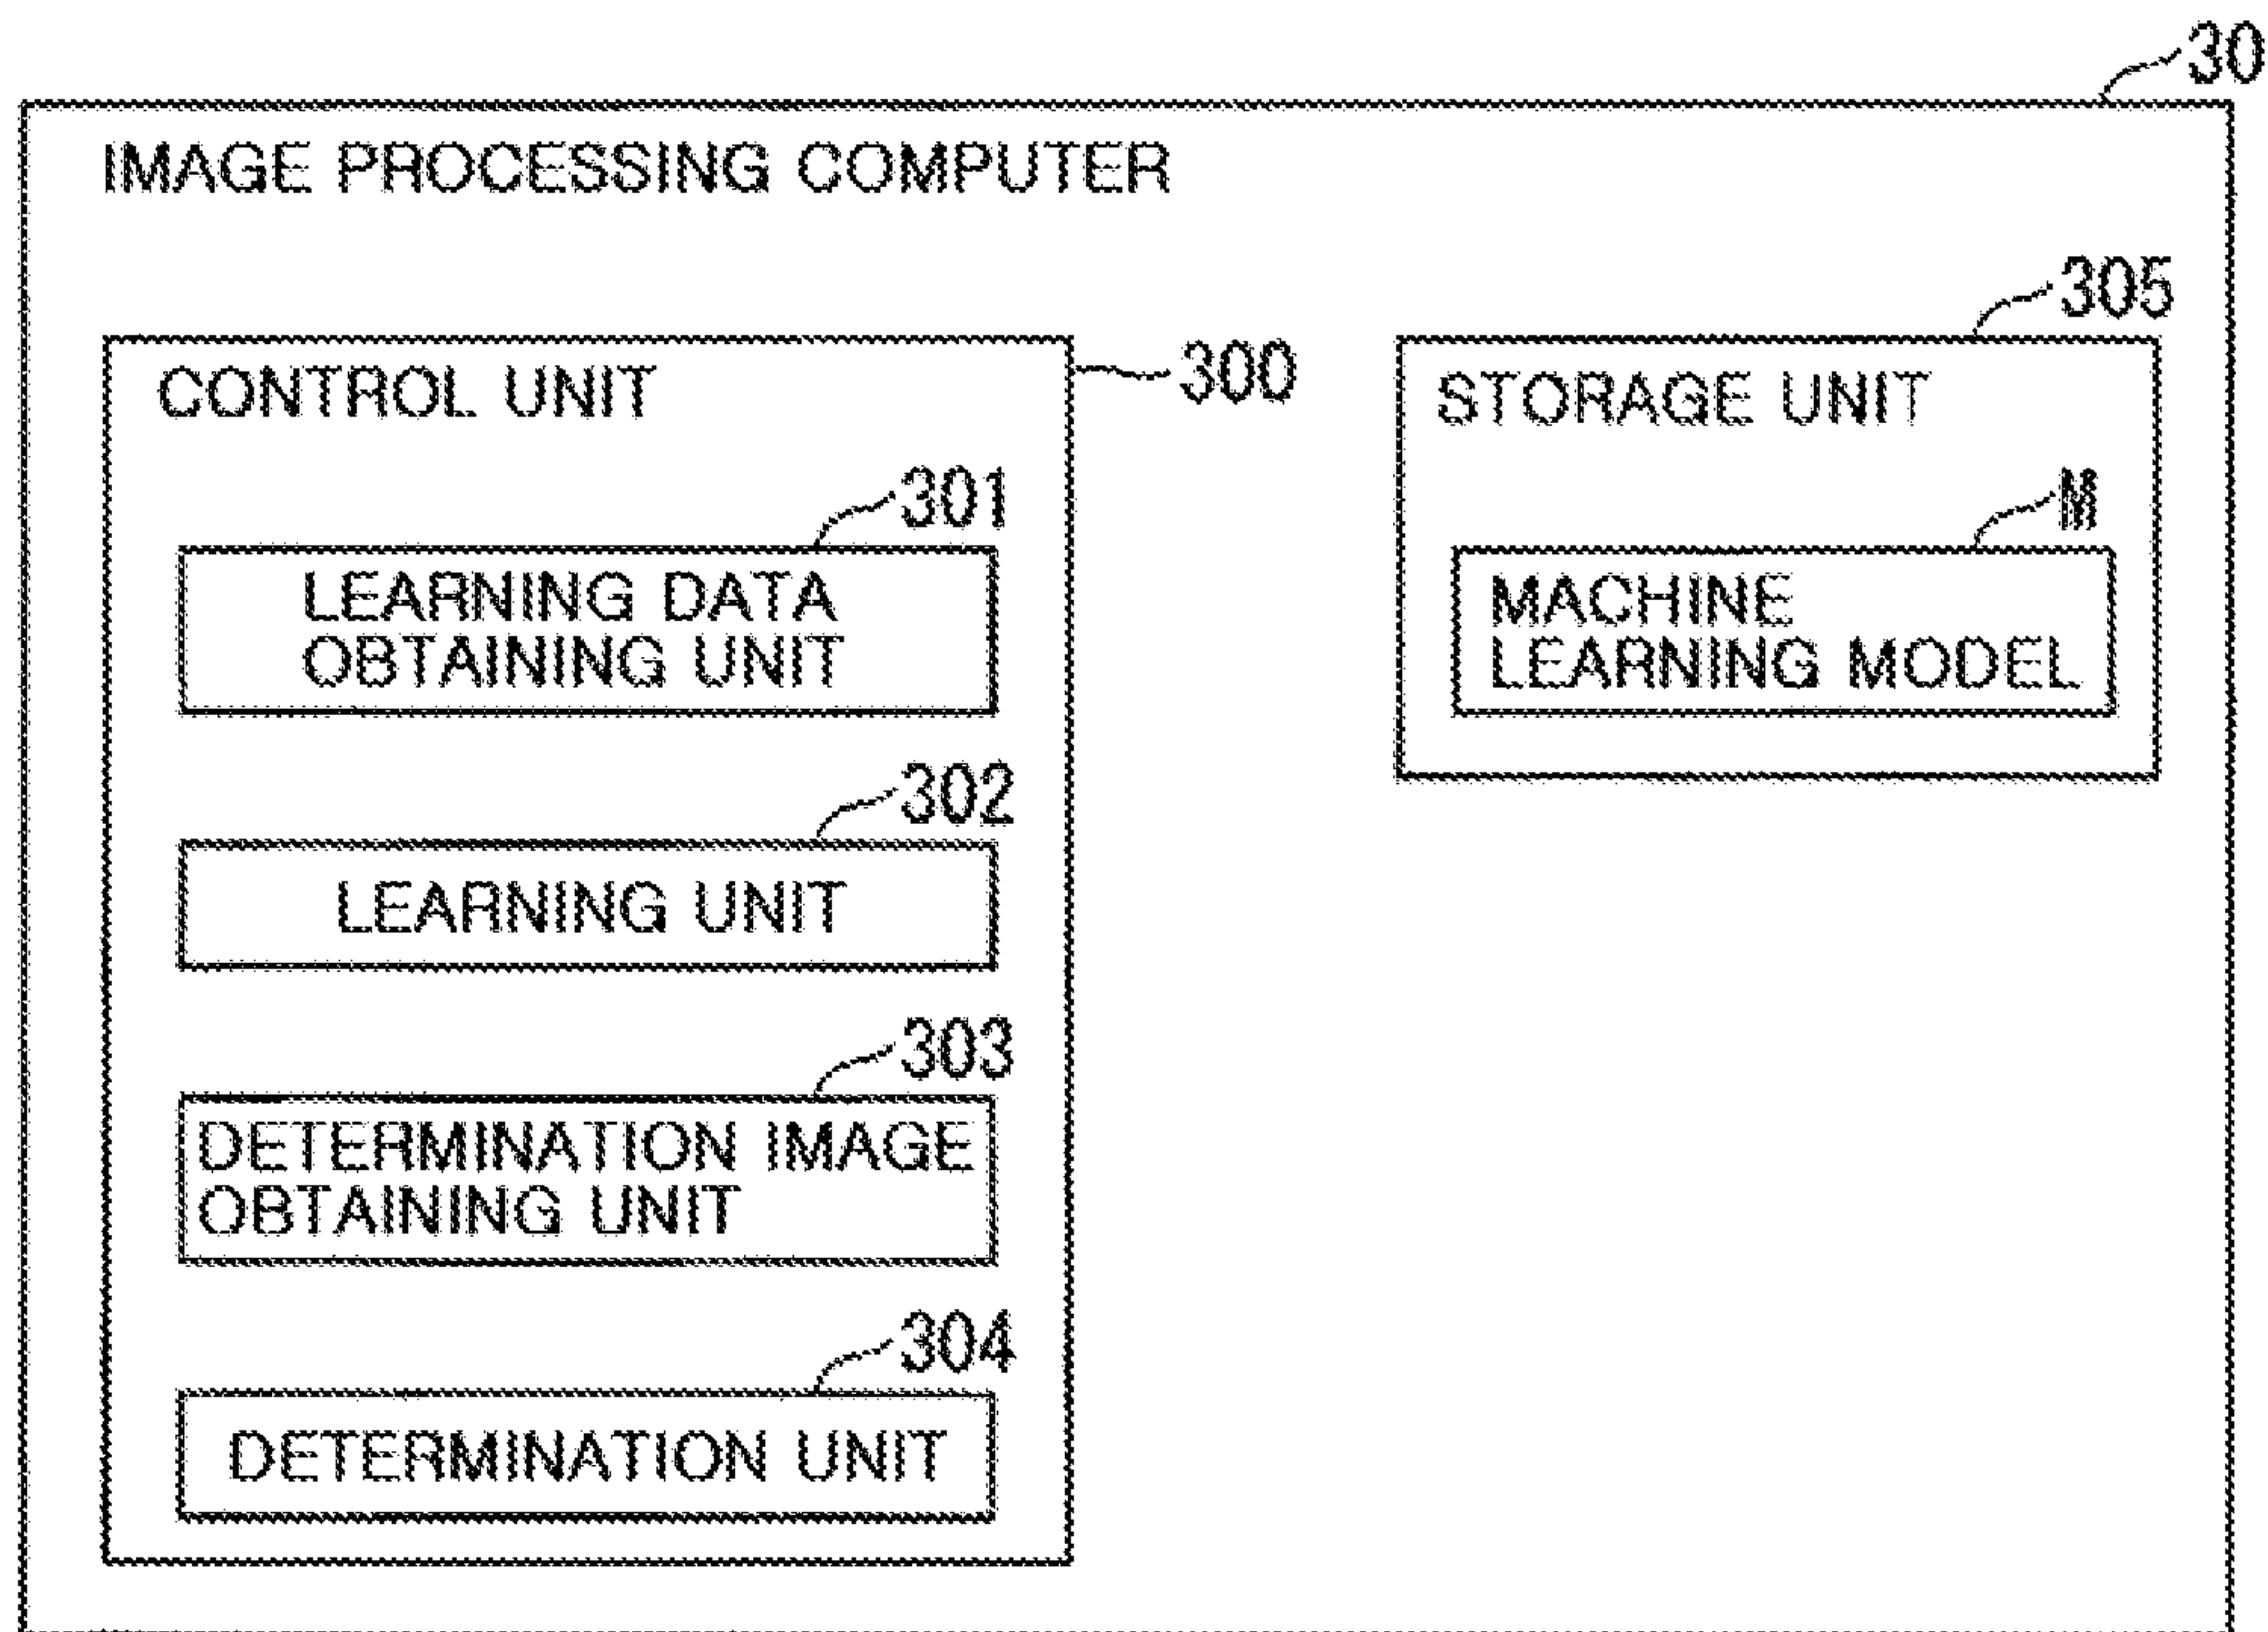 30
IMAGE PROCESSING COMPUTER
300
CONTROL UNIT
301
LEARNING DATA
OBTAINING UNIT
302
LEARNING UNIT
303
DETERMINATION IMAGE
OBTAINING UNIT
304
DETERMINATION UNIT
305
STORAGE UNIT
M
MACHINE
LEARNING MODEL